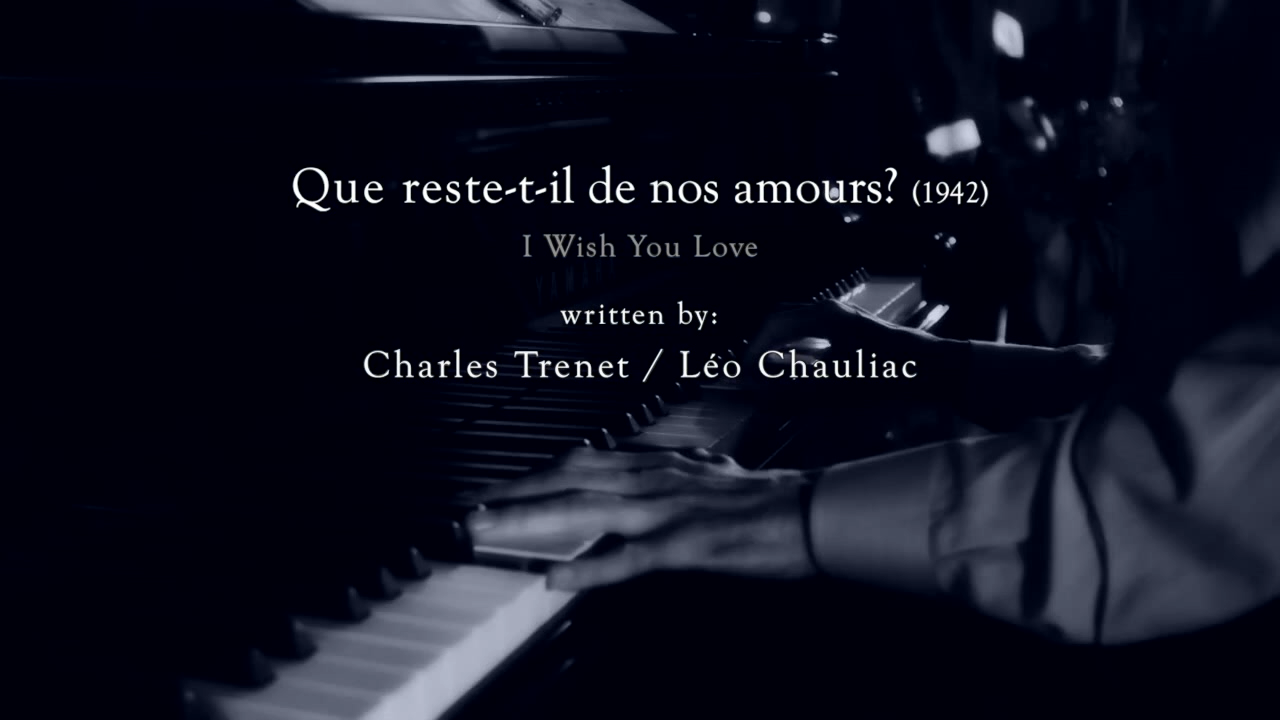 Que reste-t-il de nos amours? (1942)
I Wish You Love
written by:
Charles Trenet / Léo Chauliac